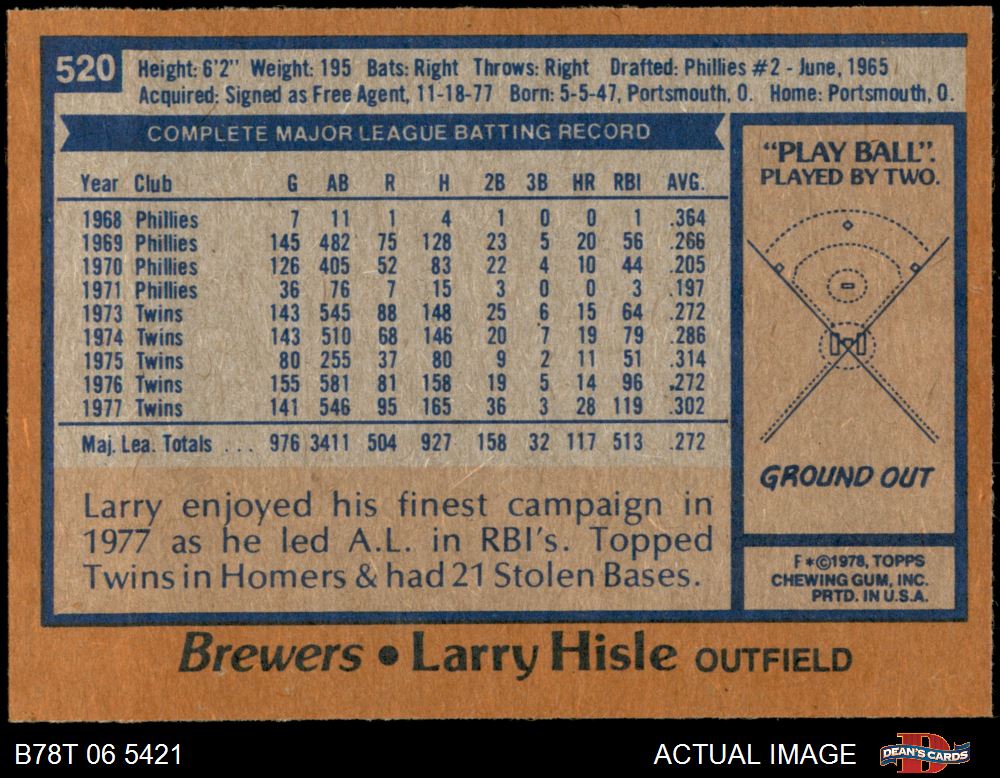 520
Height: 6'2" Weight: 195 Bats: Right Throws: Right Drafted: Phillies #2 - June, 1965
Acquired: Signed as Free Agent, 11-18-77 Born: 5-5-47, Portsmouth, O. Home: Portsmouth, O.
COMPLETE MAJOR LEAGUE BATTING RECORD
Year Club G AB R H 2B 3B HR RBI AVG.
1968 Phillies 7 11 1 4 1 0 0 1 .364
1969 Phillies 145 482 75 128 23 5 20 56 .266
1970 Phillies 126 405 52 83 22 4 10 44 .205
1971 Phillies 36 76 7 15 3 0 0 3 .197
1973 Twins 143 545 88 148 25 6 15 64 .272
1974 Twins 143 510 68 146 20 7 19 79 .286
1975 Twins 80 255 37 80 9 2 11 51 .314
1976 Twins 155 581 81 158 19 5 14 96 .272
1977 Twins 141 546 95 165 36 3 28 119 .302
Maj. Lea. Totals ... 976 3411 504 927 158 32 117 513 .272
Larry enjoyed his finest campaign in
1977 as he led A.L. in RBI's. Topped
Twins in Homers & had 21 Stolen Bases.
"PLAY BALL".
PLAYED BY TWO.
GROUND OUT
F*©1978, TOPPS
CHEWING GUM, INC.
PRTD. IN U.S.A.
Brewers • Larry Hisle OUTFIELD
B78T 06 5421
ACTUAL IMAGE
D
DEAN'S CARDS